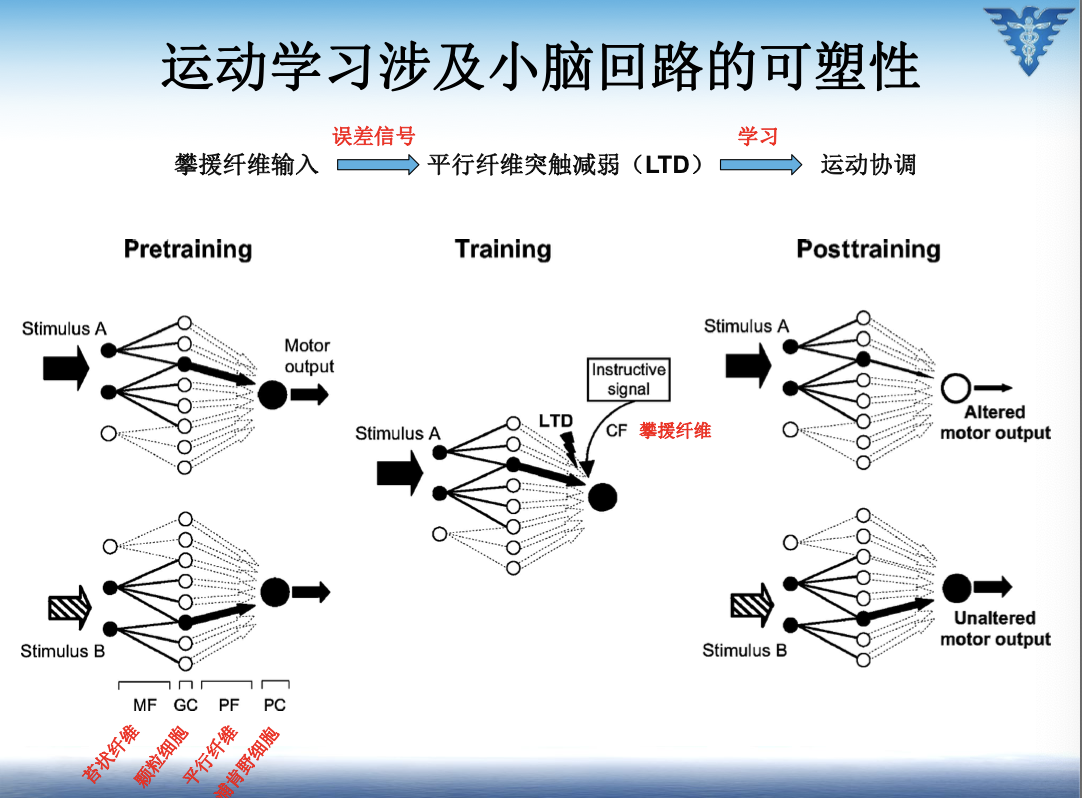 运动学习涉及小脑回路的可塑性
误差信号
学习
攀援纤维输入
平行纤维突触减弱（LTD）
运动协调
Pretraining
Training
Posttraining
Stimulus A
Motor
output
Stimulus B
MF GC PF PC
苔状纤维
颗粒细胞
平行纤维
浦肯野细胞
Stimulus A
LTD
Instructive
signal
CF 攀援纤维
Stimulus A
Altered
motor output
Stimulus B
Unaltered
motor output